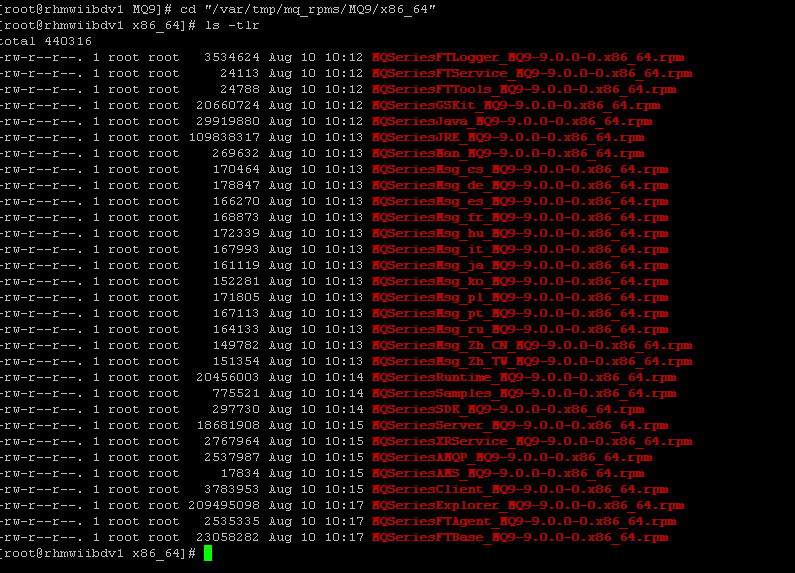 [root@rhmwiibdv1 MQ9]# cd "/var/tmp/mq_rpms/MQ9/x86_64"
[root@rhmwiibdv1 x86_64]# ls -tlr
total 440316
-rw-r--r--. 1 root root 3534624 Aug 10 10:12 MQSeriesFTLogger_MQ9-9.0.0-0.x86_64.rpm
-rw-r--r--. 1 root root 24113 Aug 10 10:12 MQSeriesFTService_MQ9-9.0.0-0.x86_64.rpm
-rw-r--r--. 1 root root 24788 Aug 10 10:12 MQSeriesFTTools_MQ9-9.0.0-0.x86_64.rpm
-rw-r--r--. 1 root root 20660724 Aug 10 10:12 MQSeriesGSKit_MQ9-9.0.0-0.x86_64.rpm
-rw-r--r--. 1 root root 29919880 Aug 10 10:12 MQSeriesJava_MQ9-9.0.0-0.x86_64.rpm
-rw-r--r--. 1 root root 109838317 Aug 10 10:13 MQSeriesJRE_MQ9-9.0.0-0.x86_64.rpm
-rw-r--r--. 1 root root 269632 Aug 10 10:13 MQSeriesMan_MQ9-9.0.0-0.x86_64.rpm
-rw-r--r--. 1 root root 170464 Aug 10 10:13 MQSeriesMsg_cs_MQ9-9.0.0-0.x86_64.rpm
-rw-r--r--. 1 root root 178847 Aug 10 10:13 MQSeriesMsg_de_MQ9-9.0.0-0.x86_64.rpm
-rw-r--r--. 1 root root 166270 Aug 10 10:13 MQSeriesMsg_es_MQ9-9.0.0-0.x86_64.rpm
-rw-r--r--. 1 root root 168873 Aug 10 10:13 MQSeriesMsg_fr_MQ9-9.0.0-0.x86_64.rpm
-rw-r--r--. 1 root root 172339 Aug 10 10:13 MQSeriesMsg_hu_MQ9-9.0.0-0.x86_64.rpm
-rw-r--r--. 1 root root 167993 Aug 10 10:13 MQSeriesMsg_it_MQ9-9.0.0-0.x86_64.rpm
-rw-r--r--. 1 root root 161119 Aug 10 10:13 MQSeriesMsg_ja_MQ9-9.0.0-0.x86_64.rpm
-rw-r--r--. 1 root root 152281 Aug 10 10:13 MQSeriesMsg_ko_MQ9-9.0.0-0.x86_64.rpm
-rw-r--r--. 1 root root 171805 Aug 10 10:13 MQSeriesMsg_pl_MQ9-9.0.0-0.x86_64.rpm
-rw-r--r--. 1 root root 167113 Aug 10 10:13 MQSeriesMsg_pt_MQ9-9.0.0-0.x86_64.rpm
-rw-r--r--. 1 root root 164133 Aug 10 10:13 MQSeriesMsg_ru_MQ9-9.0.0-0.x86_64.rpm
-rw-r--r--. 1 root root 149782 Aug 10 10:13 MQSeriesMsg_Zh_CN_MQ9-9.0.0-0.x86_64.rpm
-rw-r--r--. 1 root root 151354 Aug 10 10:13 MQSeriesMsg_Zh_TW_MQ9-9.0.0-0.x86_64.rpm
-rw-r--r--. 1 root root 20456003 Aug 10 10:14 MQSeriesRuntime_MQ9-9.0.0-0.x86_64.rpm
-rw-r--r--. 1 root root 775521 Aug 10 10:14 MQSeriesSamples_MQ9-9.0.0-0.x86_64.rpm
-rw-r--r--. 1 root root 297730 Aug 10 10:14 MQSeriesSDK_MQ9-9.0.0-0.x86_64.rpm
-rw-r--r--. 1 root root 18681908 Aug 10 10:15 MQSeriesServer_MQ9-9.0.0-0.x86_64.rpm
-rw-r--r--. 1 root root 2767964 Aug 10 10:15 MQSeriesXRService_MQ9-9.0.0-0.x86_64.rpm
-rw-r--r--. 1 root root 2537987 Aug 10 10:15 MQSeriesAMQP_MQ9-9.0.0-0.x86_64.rpm
-rw-r--r--. 1 root root 17834 Aug 10 10:15 MQSeriesAMS_MQ9-9.0.0-0.x86_64.rpm
-rw-r--r--. 1 root root 3783953 Aug 10 10:15 MQSeriesClient_MQ9-9.0.0-0.x86_64.rpm
-rw-r--r--. 1 root root 209495098 Aug 10 10:17 MQSeriesExplorer_MQ9-9.0.0-0.x86_64.rpm
-rw-r--r--. 1 root root 2535335 Aug 10 10:17 MQSeriesFTAgent_MQ9-9.0.0-0.x86_64.rpm
-rw-r--r--. 1 root root 23058282 Aug 10 10:17 MQSeriesFTBase_MQ9-9.0.0-0.x86_64.rpm
[root@rhmwiibdv1 x86_64]#